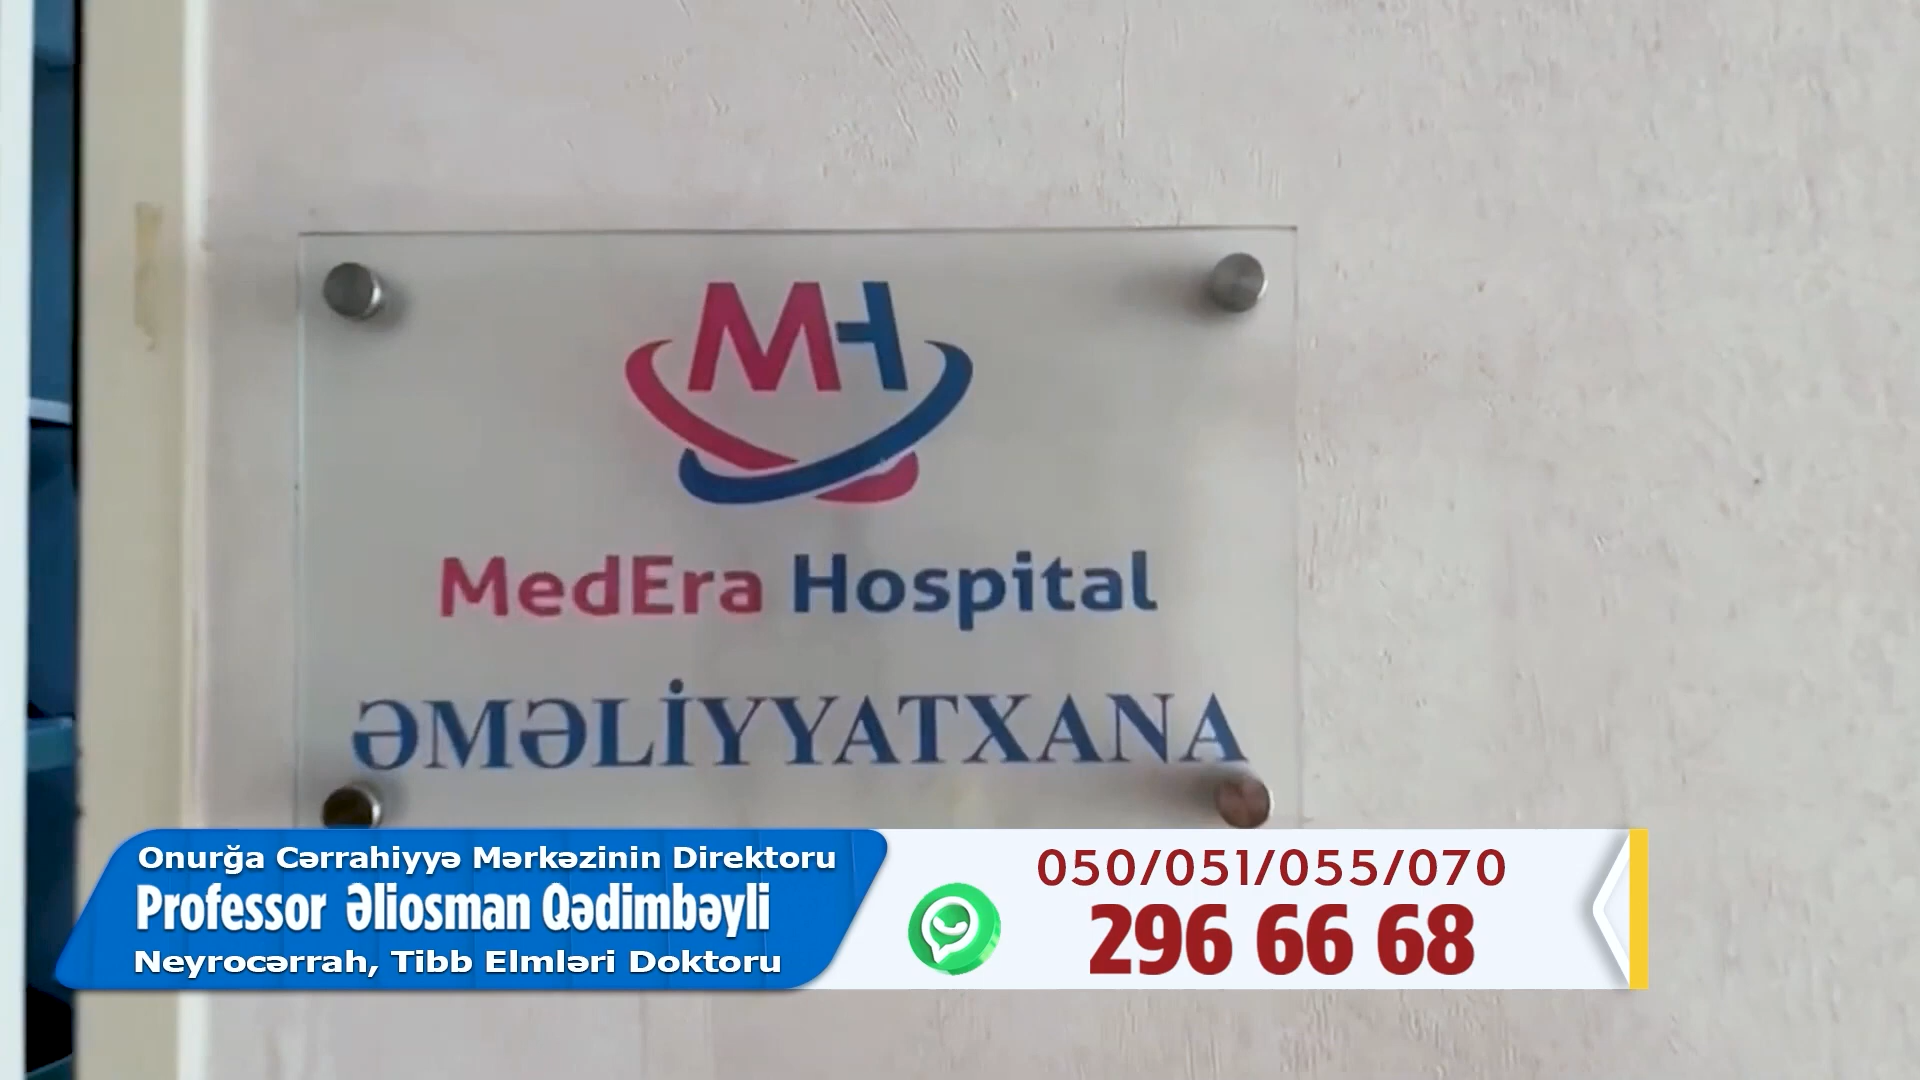 MH
MedEra Hospital
ƏMƏLİYYATXANA
Onurğa Cərrahiyyə Mərkəzinin Direktoru
Professor Əliosman Qədimbəyli
Neyrocərrah, Tibb Elmləri Doktoru
050/051/055/070
296 66 68